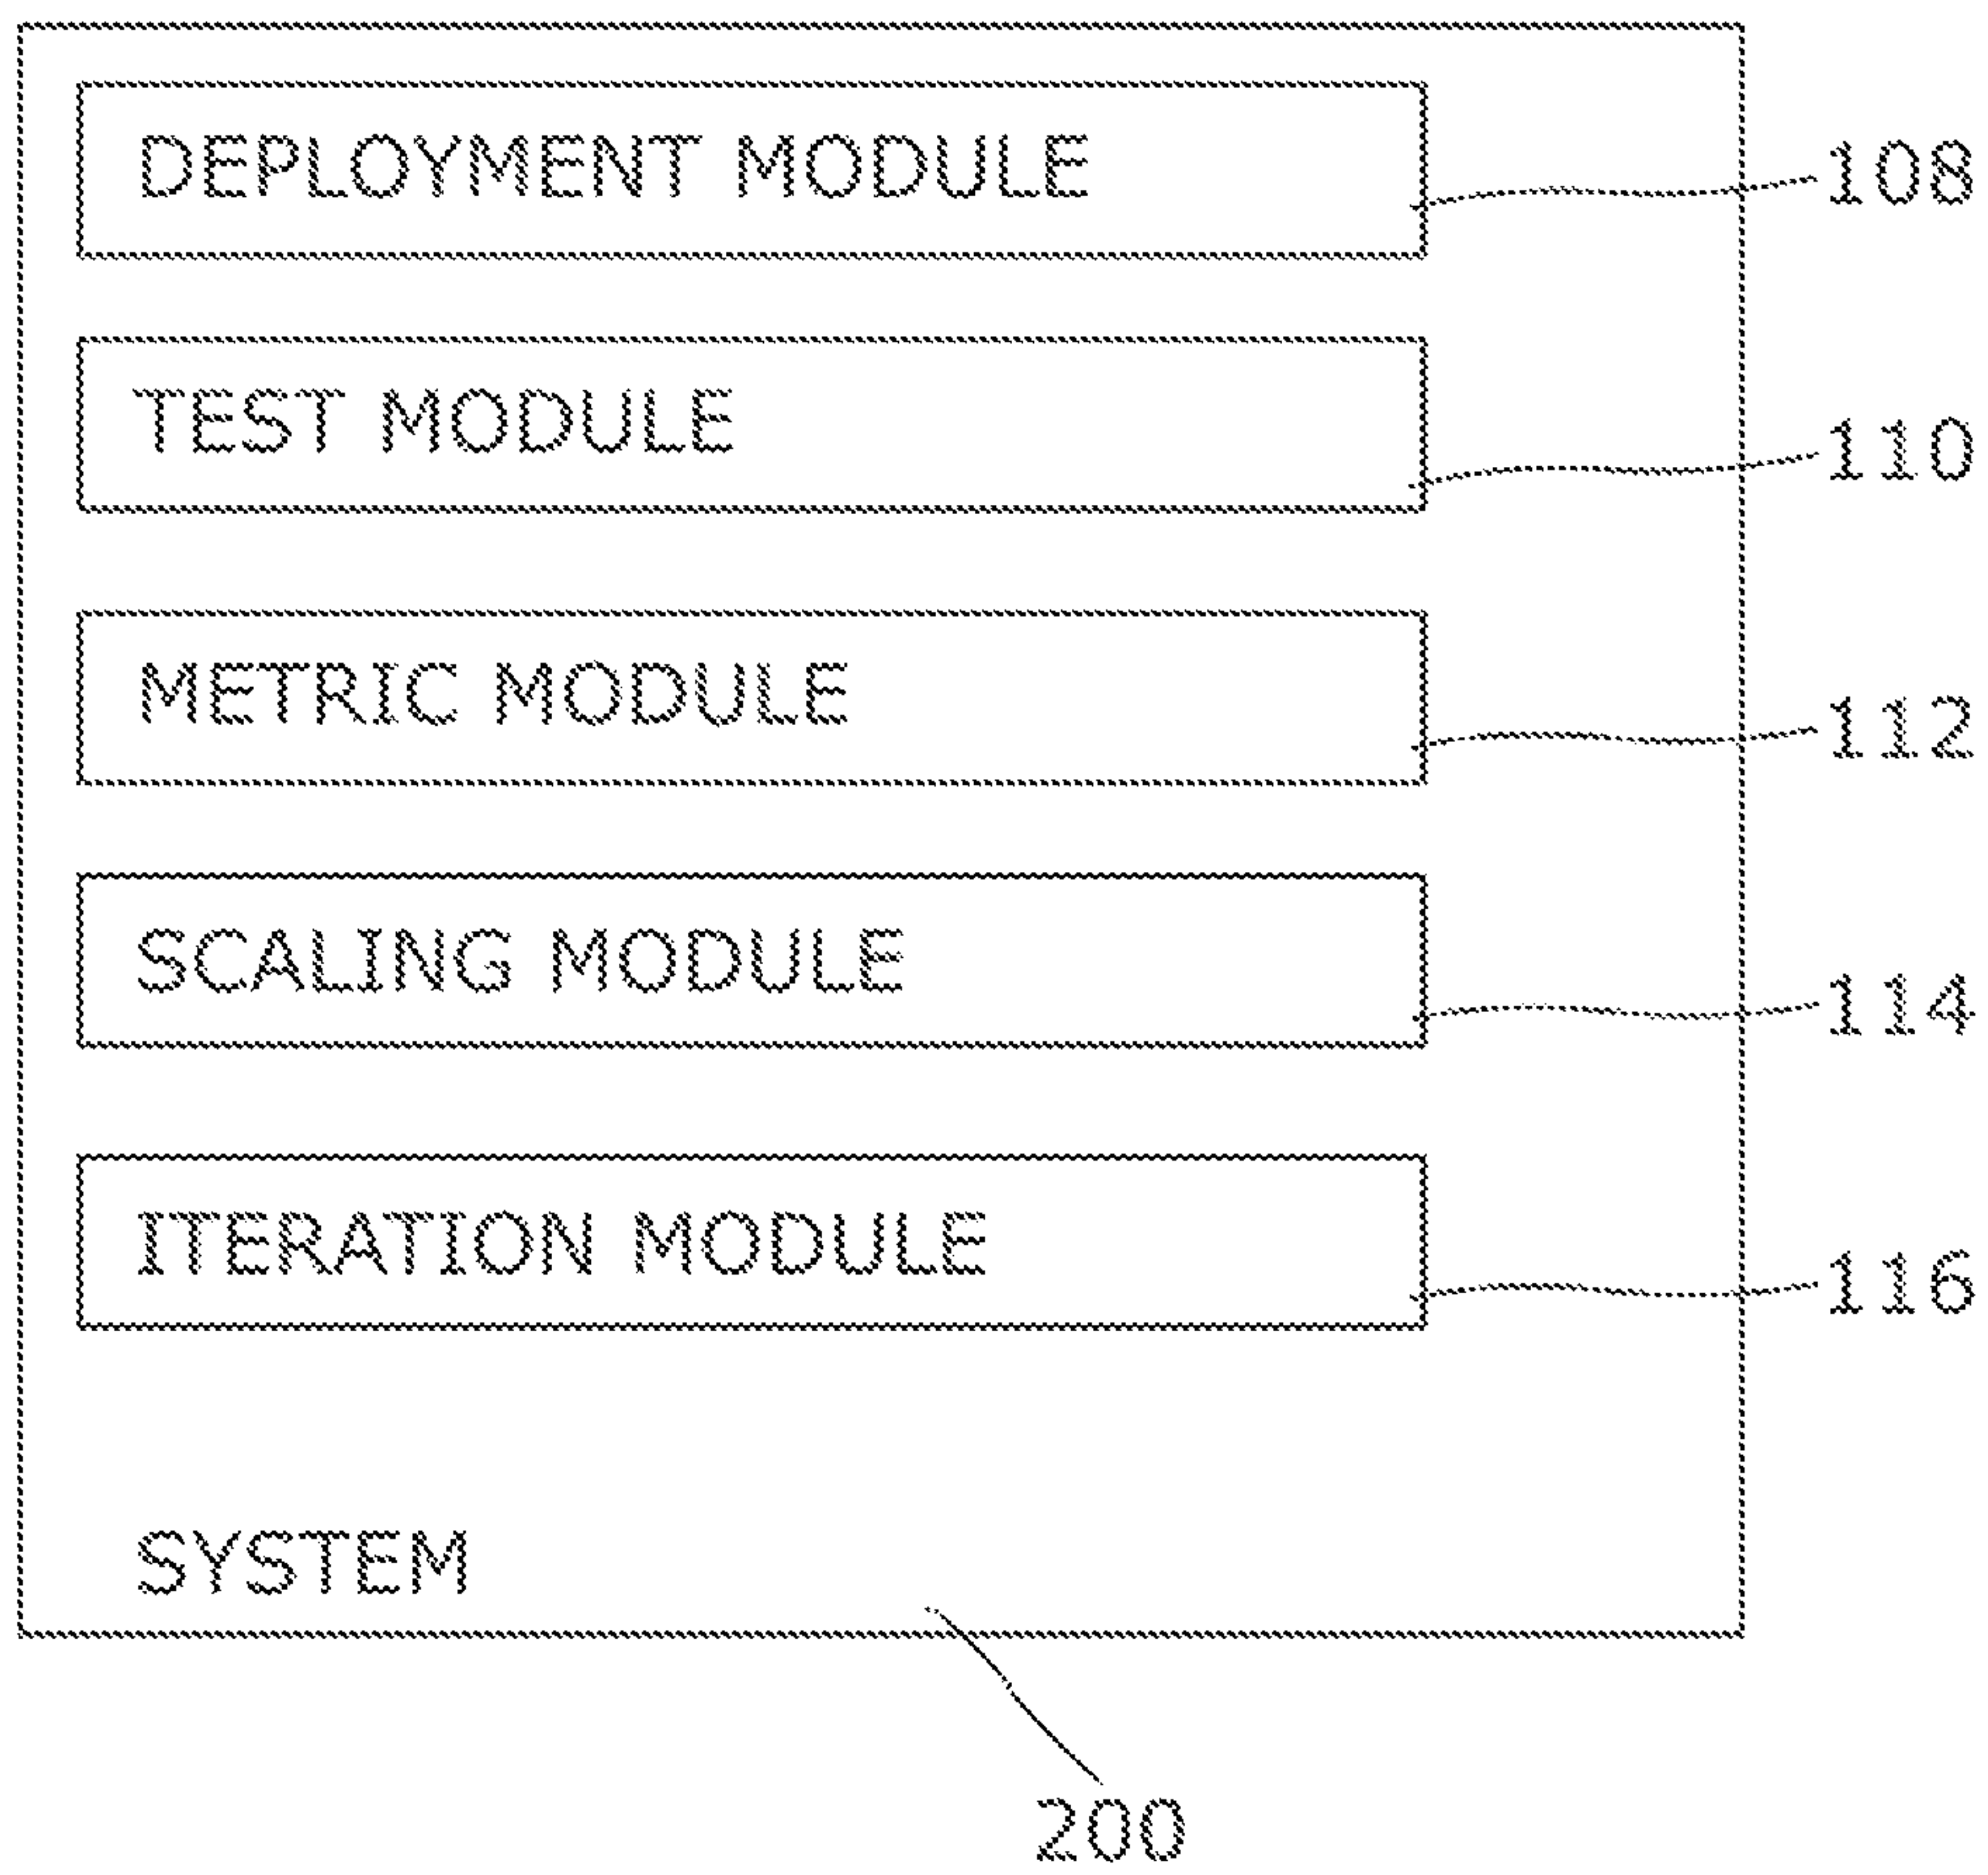 DEPLOYMENT MODULE
108
TEST MODULE
110
METRIC MODULE
112
SCALING MODULE
114
ITERATION MODULE
116
SYSTEM
200